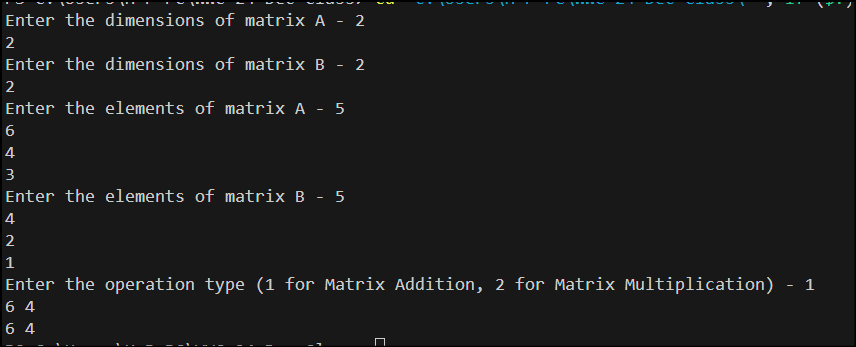 Enter the dimensions of matrix A - 2
2
Enter the dimensions of matrix B - 2
2
Enter the elements of matrix A - 5
6
4
3
Enter the elements of matrix B - 5
4
2
1
Enter the operation type (1 for Matrix Addition, 2 for Matrix Multiplication) - 1
6 4
6 4